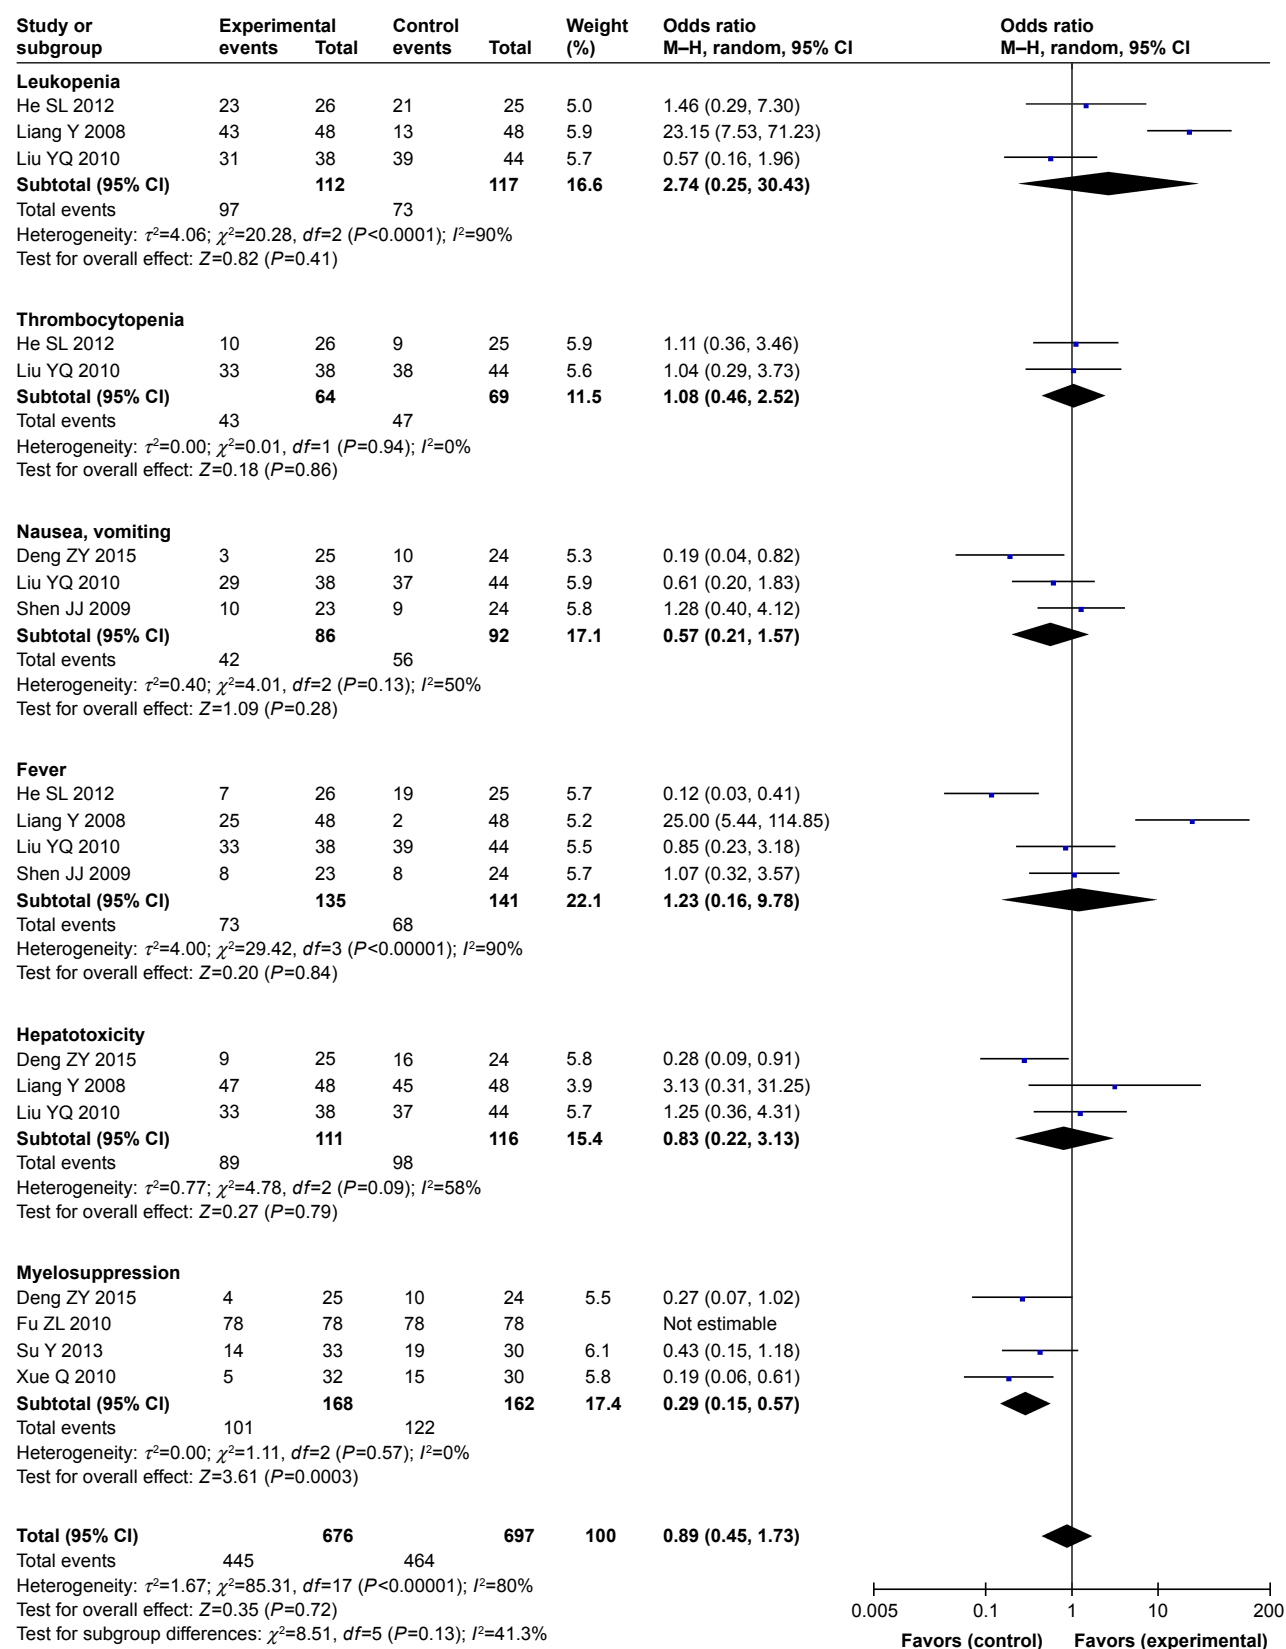 Study or subgroup Experimental events Total Control events Total Weight (%) Odds ratio M–H, random, 95% CI Odds ratio M–H, random, 95% CI
Leukopenia
He SL 2012 23 26 21 25 5.0 1.46 (0.29, 7.30)
Liang Y 2008 43 48 13 48 5.9 23.15 (7.53, 71.23)
Liu YQ 2010 31 38 39 44 5.7 0.57 (0.16, 1.96)
Subtotal (95% CI) 112 117 16.6 2.74 (0.25, 30.43)
Total events 97 73
Heterogeneity: τ²=4.06; χ²=20.28, df=2 (P<0.0001); I²=90%
Test for overall effect: Z=0.82 (P=0.41)
Thrombocytopenia
He SL 2012 10 26 9 25 5.9 1.11 (0.36, 3.46)
Liu YQ 2010 33 38 38 44 5.6 1.04 (0.29, 3.73)
Subtotal (95% CI) 64 69 11.5 1.08 (0.46, 2.52)
Total events 43 47
Heterogeneity: τ²=0.00; χ²=0.01, df=1 (P=0.94); I²=0%
Test for overall effect: Z=0.18 (P=0.86)
Nausea, vomiting
Deng ZY 2015 3 25 10 24 5.3 0.19 (0.04, 0.82)
Liu YQ 2010 29 38 37 44 5.9 0.61 (0.20, 1.83)
Shen JJ 2009 10 23 9 24 5.8 1.28 (0.40, 4.12)
Subtotal (95% CI) 86 92 17.1 0.57 (0.21, 1.57)
Total events 42 56
Heterogeneity: τ²=0.40; χ²=4.01, df=2 (P=0.13); I²=50%
Test for overall effect: Z=1.09 (P=0.28)
Fever
He SL 2012 7 26 19 25 5.7 0.12 (0.03, 0.41)
Liang Y 2008 25 48 2 48 5.2 25.00 (5.44, 114.85)
Liu YQ 2010 33 38 39 44 5.5 0.85 (0.23, 3.18)
Shen JJ 2009 8 23 8 24 5.7 1.07 (0.32, 3.57)
Subtotal (95% CI) 135 141 22.1 1.23 (0.16, 9.78)
Total events 73 68
Heterogeneity: τ²=4.00; χ²=29.42, df=3 (P<0.00001); I²=90%
Test for overall effect: Z=0.20 (P=0.84)
Hepatotoxicity
Deng ZY 2015 9 25 16 24 5.8 0.28 (0.09, 0.91)
Liang Y 2008 47 48 45 48 3.9 3.13 (0.31, 31.25)
Liu YQ 2010 33 38 37 44 5.7 1.25 (0.36, 4.31)
Subtotal (95% CI) 111 116 15.4 0.83 (0.22, 3.13)
Total events 89 98
Heterogeneity: τ²=0.77; χ²=4.78, df=2 (P=0.09); I²=58%
Test for overall effect: Z=0.27 (P=0.79)
Myelosuppression
Deng ZY 2015 4 25 10 24 5.5 0.27 (0.07, 1.02)
Fu ZL 2010 78 78 78 78 Not estimable
Su Y 2013 14 33 19 30 6.1 0.43 (0.15, 1.18)
Xue Q 2010 5 32 15 30 5.8 0.19 (0.06, 0.61)
Subtotal (95% CI) 168 162 17.4 0.29 (0.15, 0.57)
Total events 101 122
Heterogeneity: τ²=0.00; χ²=1.11, df=2 (P=0.57); I²=0%
Test for overall effect: Z=3.61 (P=0.0003)
Total (95% CI) 676 697 100 0.89 (0.45, 1.73)
Total events 445 464
Heterogeneity: τ²=1.67; χ²=85.31, df=17 (P<0.00001); I²=80%
Test for overall effect: Z=0.35 (P=0.72)
Test for subgroup differences: χ²=8.51, df=5 (P=0.13); I²=41.3%
0.005 0.1 1 10 200
Favors (control) Favors (experimental)